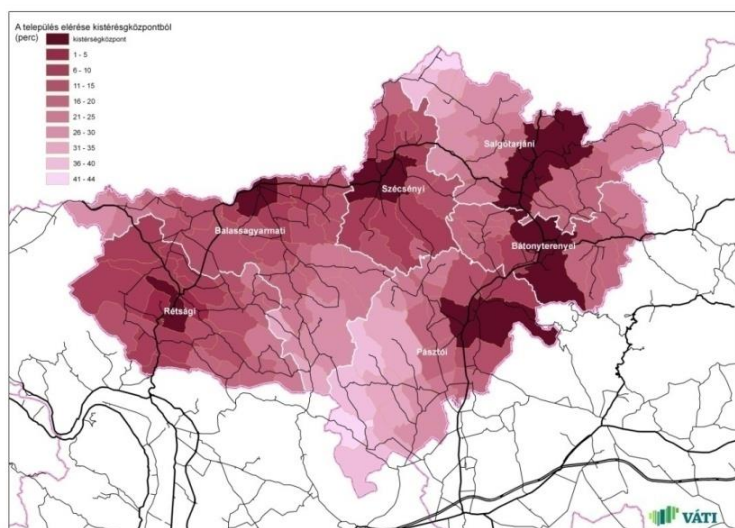 A település elérése kistérésgközpontból
(perc)
kistérségközpont
1 - 5
6 - 10
11 - 15
16 - 20
21 - 25
26 - 30
31 - 35
36 - 40
41 - 44
Salgótarjáni
Szécsényi
Balassagyarmati
Bátonyterenyei
Rétsági
Pásztói
VÁTI